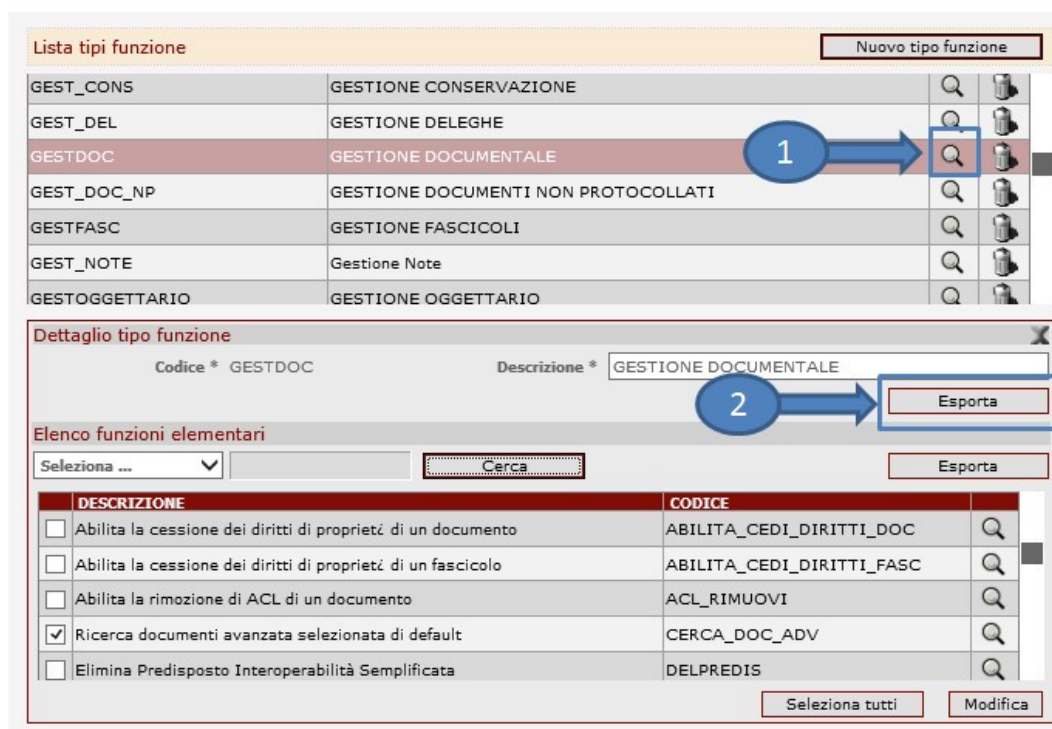 Lista tipi funzione Nuovo tipo funzione
GEST_CONS GESTIONE CONSERVAZIONE
GEST_DEL GESTIONE DELEGHE
GESTDOC GESTIONE DOCUMENTALE 1
GEST_DOC_NP GESTIONE DOCUMENTI NON PROTOCOLLATI
GESTFASC GESTIONE FASCICOLI
GEST_NOTE Gestione Note
GESTOGGETTARIO GESTIONE OGGETTARIO
Dettaglio tipo funzione X
Codice * GESTDOC Descrizione * GESTIONE DOCUMENTALE
2 Esporta
Elenco funzioni elementari
Seleziona ... Cerca Esporta
DESCRIZIONE CODICE
Abilita la cessione dei diritti di proprieta¿ di un documento ABILITA_CEDI_DIRITTI_DOC
Abilita la cessione dei diritti di proprieta¿ di un fascicolo ABILITA_CEDI_DIRITTI_FASC
Abilita la rimozione di ACL di un documento ACL_RIMUOVI
Ricerca documenti avanzata selezionata di default CERCA_DOC_ADV
Elimina Predisposto Interoperabilità Semplificata DELPREDIS
Seleziona tutti Modifica